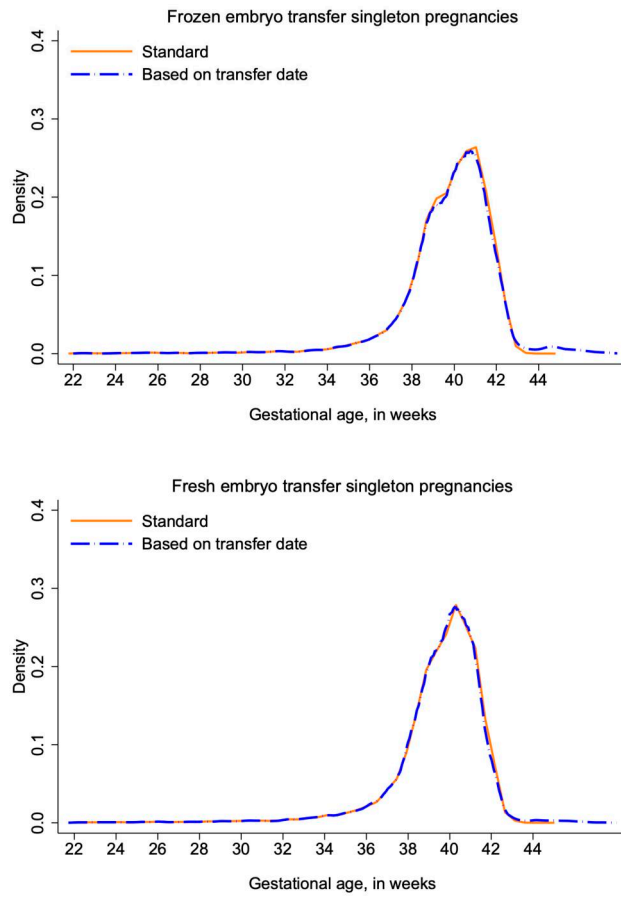 Frozen embryo transfer singleton pregnancies
0.4
0.3
0.2
0.1
0.0
Density
Standard
Based on transfer date
22 24 26 28 30 32 34 36 38 40 42 44
Gestational age, in weeks
Fresh embryo transfer singleton pregnancies
0.4
0.3
0.2
0.1
0.0
Density
Standard
Based on transfer date
22 24 26 28 30 32 34 36 38 40 42 44
Gestational age, in weeks